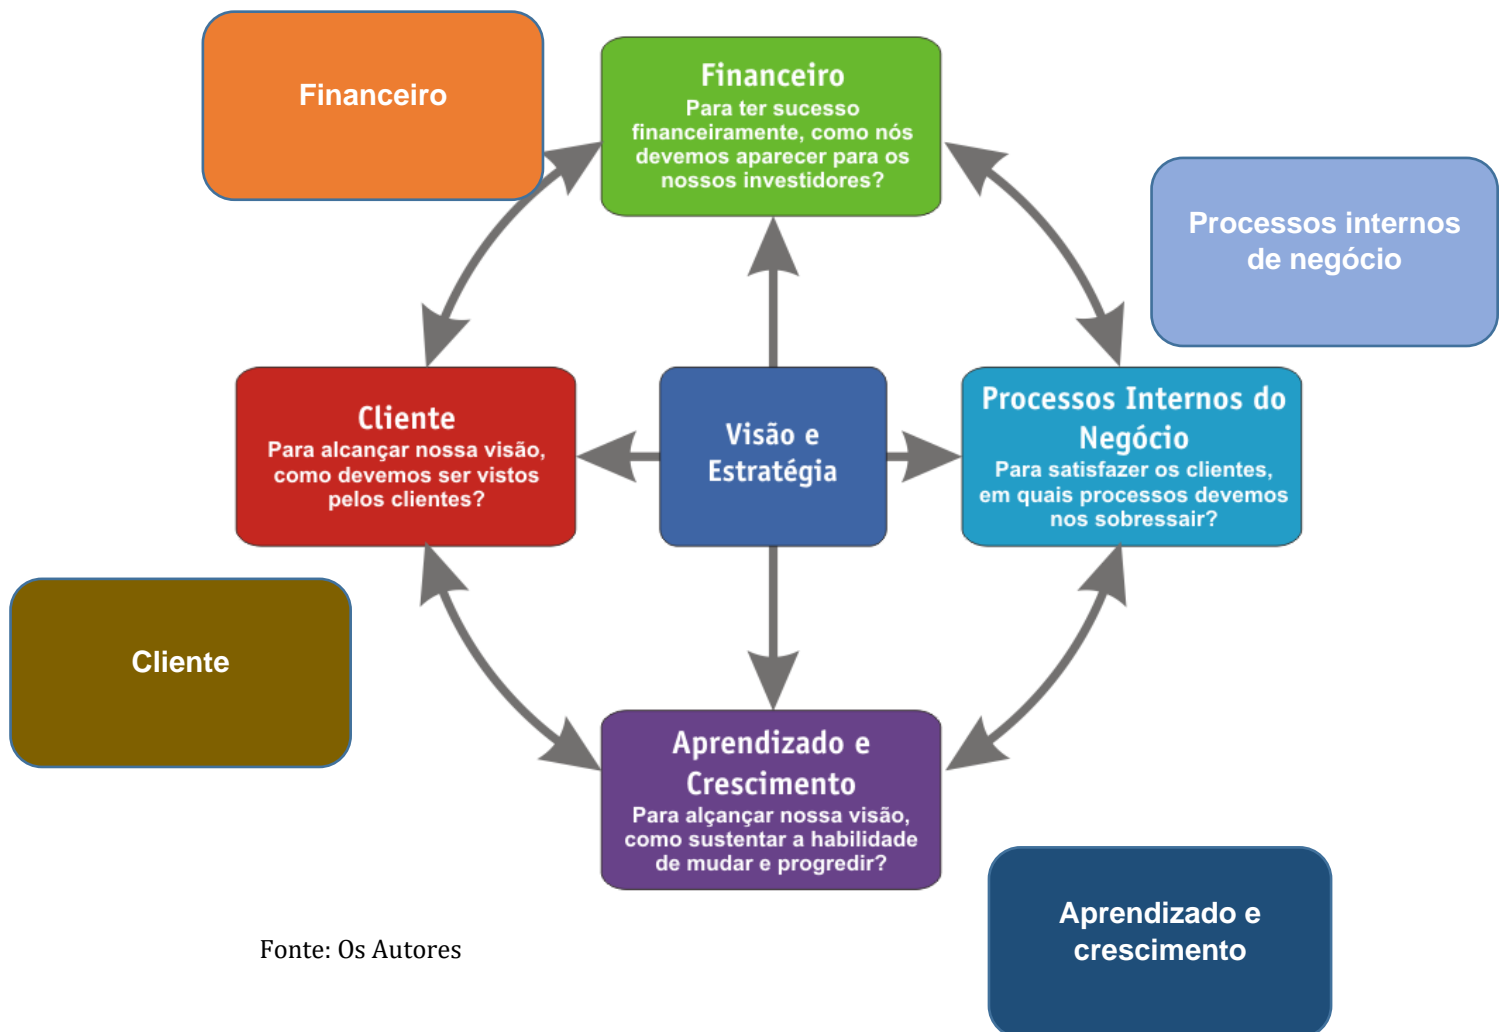 Financeiro
Financeiro
Para ter sucesso
financeiramente, como nós
devemos aparecer para os
nossos investidores?
Processos internos
de negócio
Cliente
Para alcançar nossa visão,
como devemos ser vistos
pelos clientes?
Visão e
Estratégia
Processos Internos do
Negócio
Para satisfazer os clientes,
em quais processos devemos
nos sobressair?
Cliente
Aprendizado e
Crescimento
Para alçançar nossa visão,
como sustentar a habilidade
de mudar e progredir?
Aprendizado e
crescimento
Fonte: Os Autores